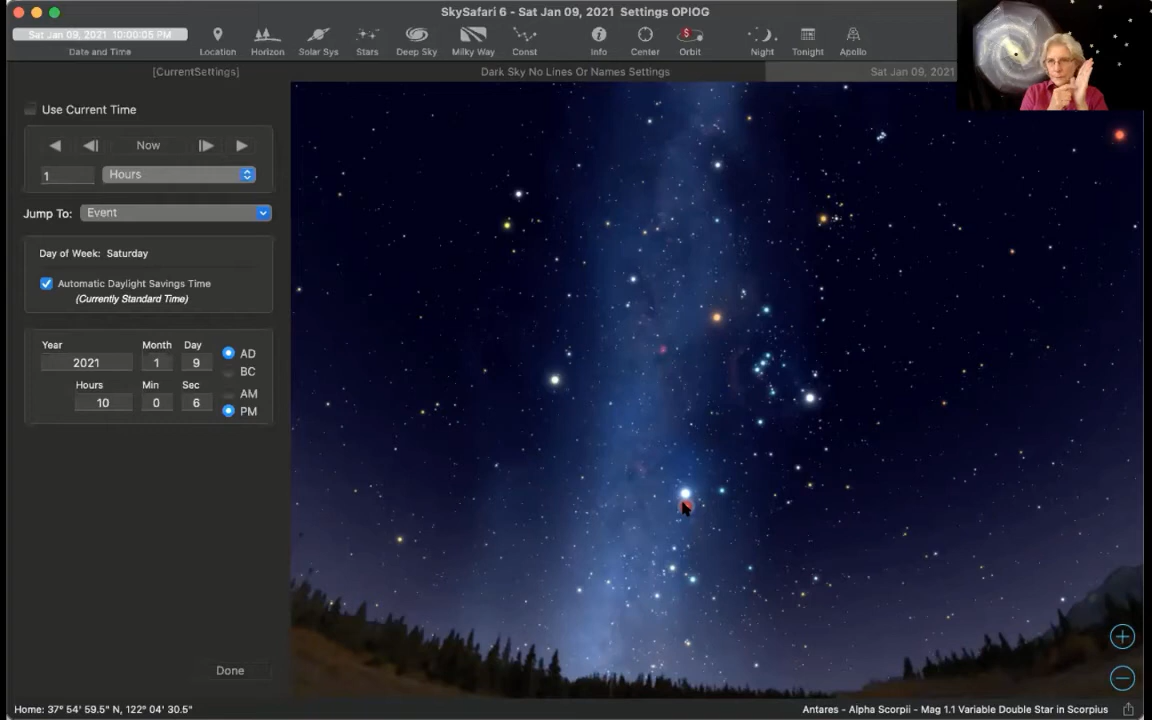 SkySafari 6 - Sat Jan 09, 2021 Settings OPIOG
Sat Jan 09, 2021 10:00:05 PM
Date and Time
Location
Horizon
Solar Sys
Stars
Deep Sky
Milky Way
Const
Info
Center
Orbit
Night
Tonight
Apollo
[CurrentSettings]
Dark Sky No Lines Or Names Settings
Sat Jan 09, 2021
Use Current Time
Now
1 Hours
Jump To: Event
Day of Week: Saturday
Automatic Daylight Savings Time
(Currently Standard Time)
Year Month Day
2021 1 9
AD
BC
Hours Min Sec
10 0 6
AM
PM
Done
Home: 37° 54' 59.5" N, 122° 04' 30.5"
Antares - Alpha Scorpii - Mag 1.1 Variable Double Star in Scorpius